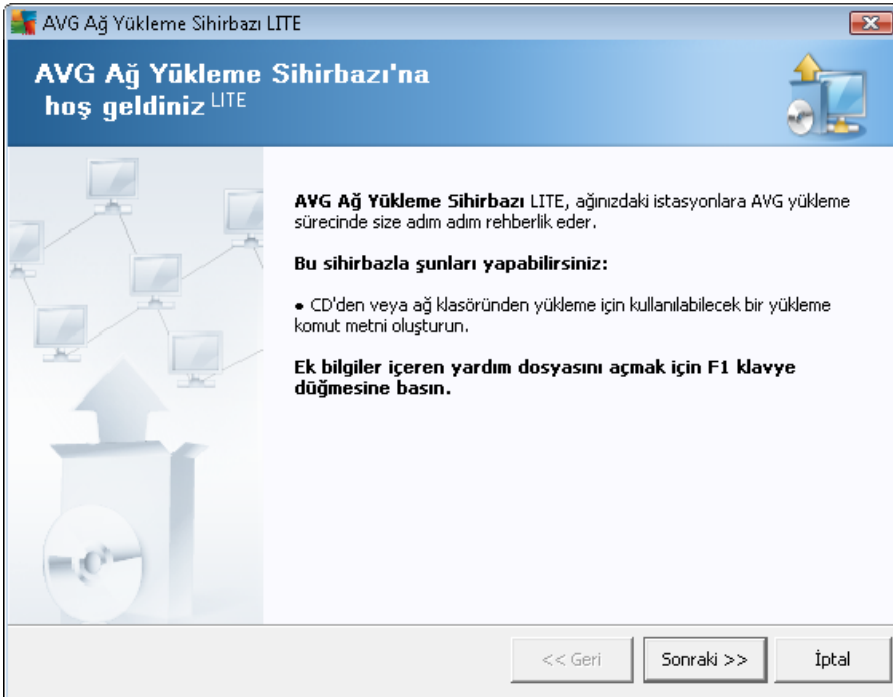 AVG Ağ Yükleme Sihirbazı LITE
AVG Ağ Yükleme Sihirbazı'na
hoş geldiniz LITE
AVG Ağ Yükleme Sihirbazı LITE, ağınızdaki istasyonlara AVG yükleme
sürecinde size adım adım rehberlik eder.
Bu sihirbazla şunları yapabilirsiniz:
• CD'den veya ağ klasöründen yükleme için kullanılabilecek bir yükleme
komut metni oluşturun.
Ek bilgiler içeren yardım dosyasını açmak için F1 klavye
düğmesine basın.
<< Geri
Sonraki >>
İptal